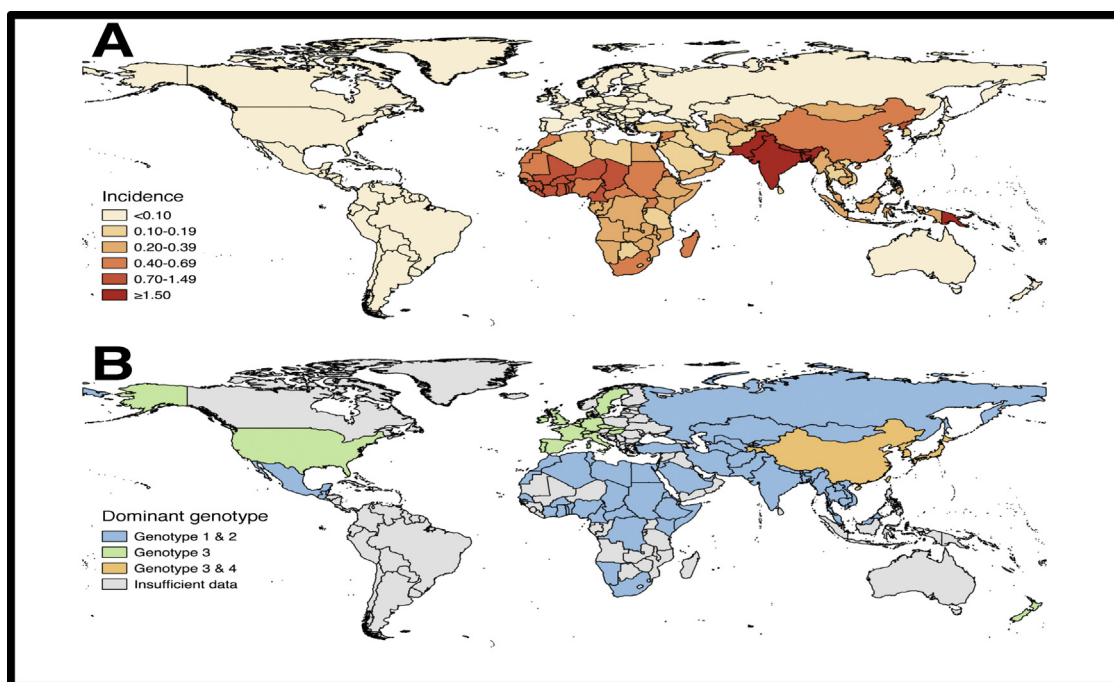 A
Incidence
<0.10
0.10-0.19
0.20-0.39
0.40-0.69
0.70-1.49
≥1.50
B
Dominant genotype
Genotype 1 & 2
Genotype 3
Genotype 3 & 4
Insufficient data